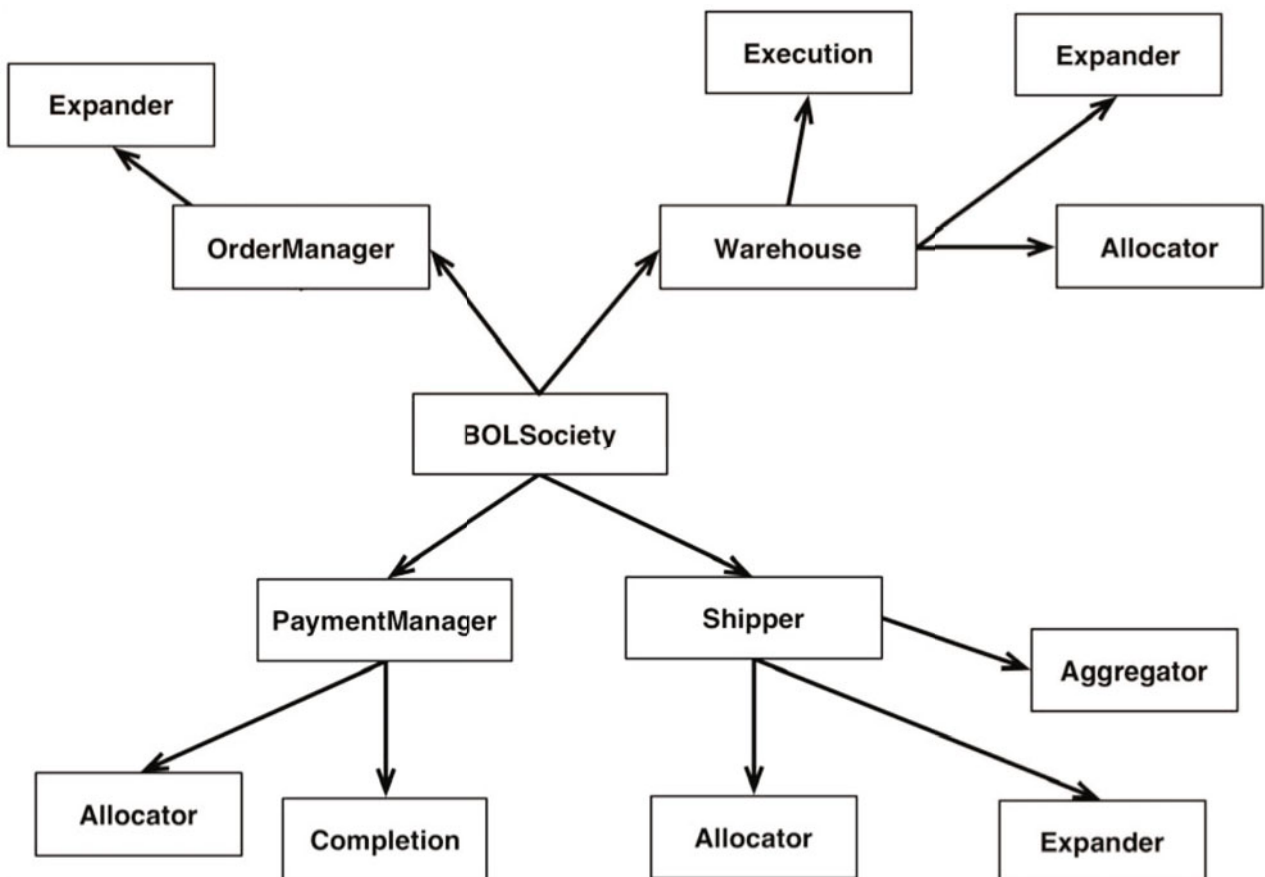 Execution
Expander
Expander
OrderManager
Warehouse
Allocator
BOLSociety
PaymentManager
Shipper
Aggregator
Allocator
Completion
Allocator
Expander